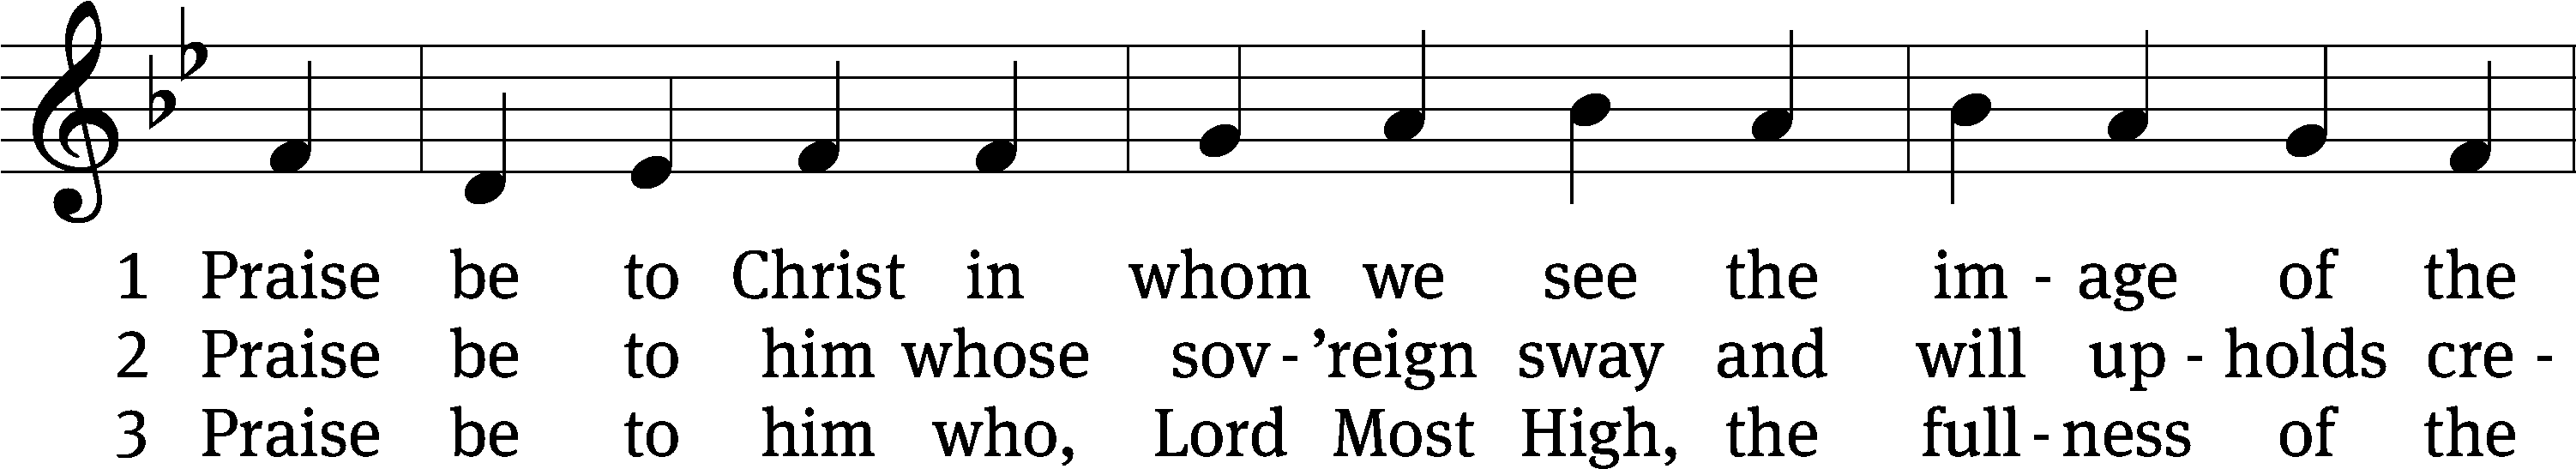 1 Praise be to Christ in whom we see the im - age of the
2 Praise be to him whose sov - ’reign sway and will up - holds cre -
3 Praise be to him who, Lord Most High, the full - ness of the